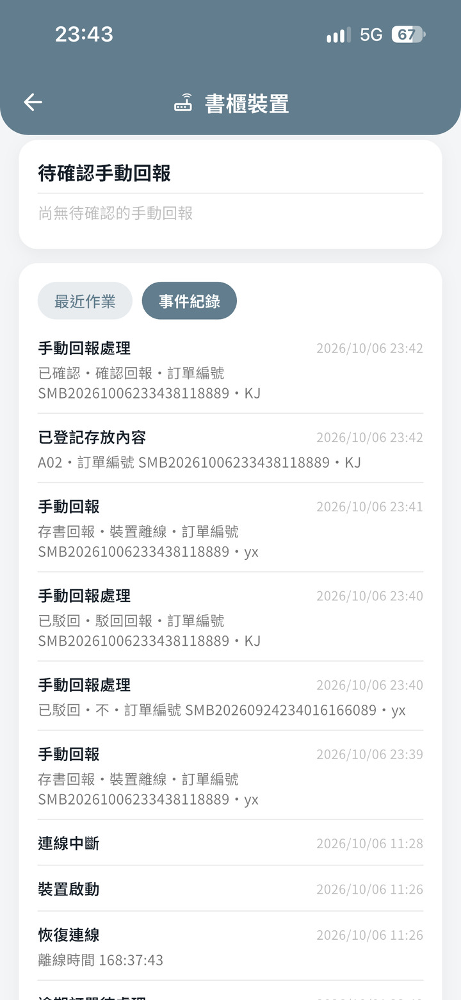 23:43
5G 67
書櫃裝置
待確認手動回報
尚無待確認的手動回報
最近作業 事件紀錄
手動回報處理 2026/10/06 23:42
已確認・確認回報・訂單編號
SMB20261006233438118889・KJ
已登記存放內容 2026/10/06 23:42
A02・訂單編號 SMB20261006233438118889・KJ
手動回報 2026/10/06 23:41
存書回報・裝置離線・訂單編號
SMB20261006233438118889・yx
手動回報處理 2026/10/06 23:40
已駁回・駁回回報・訂單編號
SMB20261006233438118889・KJ
手動回報處理 2026/10/06 23:40
已駁回・不・訂單編號 SMB20260924234016166089・yx
手動回報 2026/10/06 23:39
存書回報・裝置離線・訂單編號
SMB20261006233438118889・yx
連線中斷 2026/10/06 11:28
裝置啟動 2026/10/06 11:26
恢復連線 2026/10/06 11:26
離線時間 168:37:43